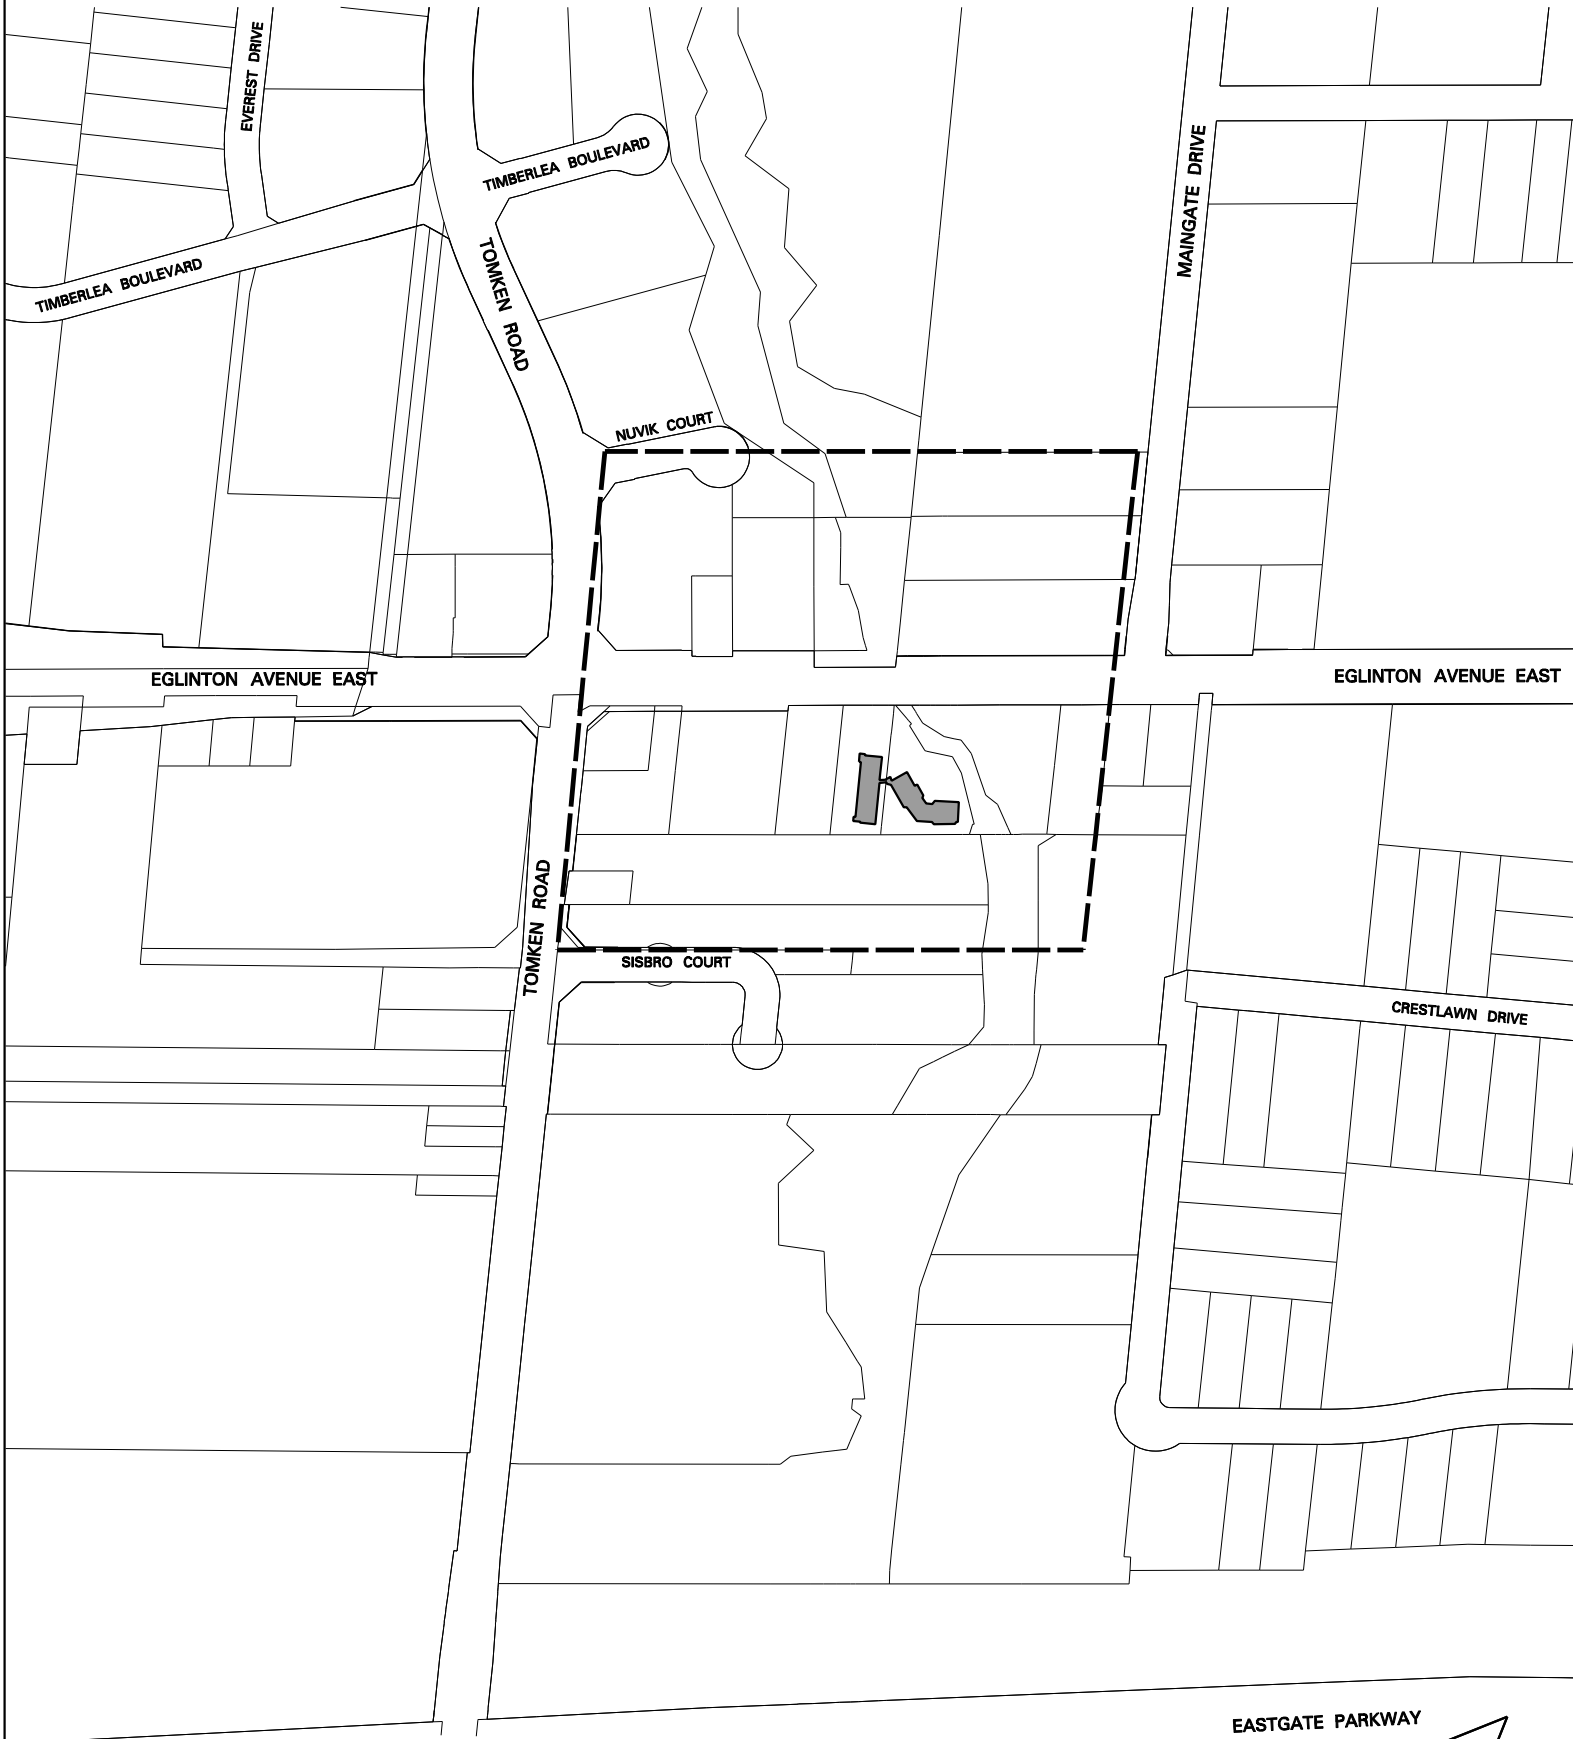 EVEREST DRIVE
TIMBERLEA BOULEVARD
MAINGATE DRIVE
TIMBERLEA BOULEVARD
TOMKEN ROAD
NUVIK COURT
EGLINTON AVENUE EAST
EGLINTON AVENUE EAST
TOMKEN ROAD
SISBRO COURT
CRESTLAWN DRIVE
EASTGATE PARKWAY